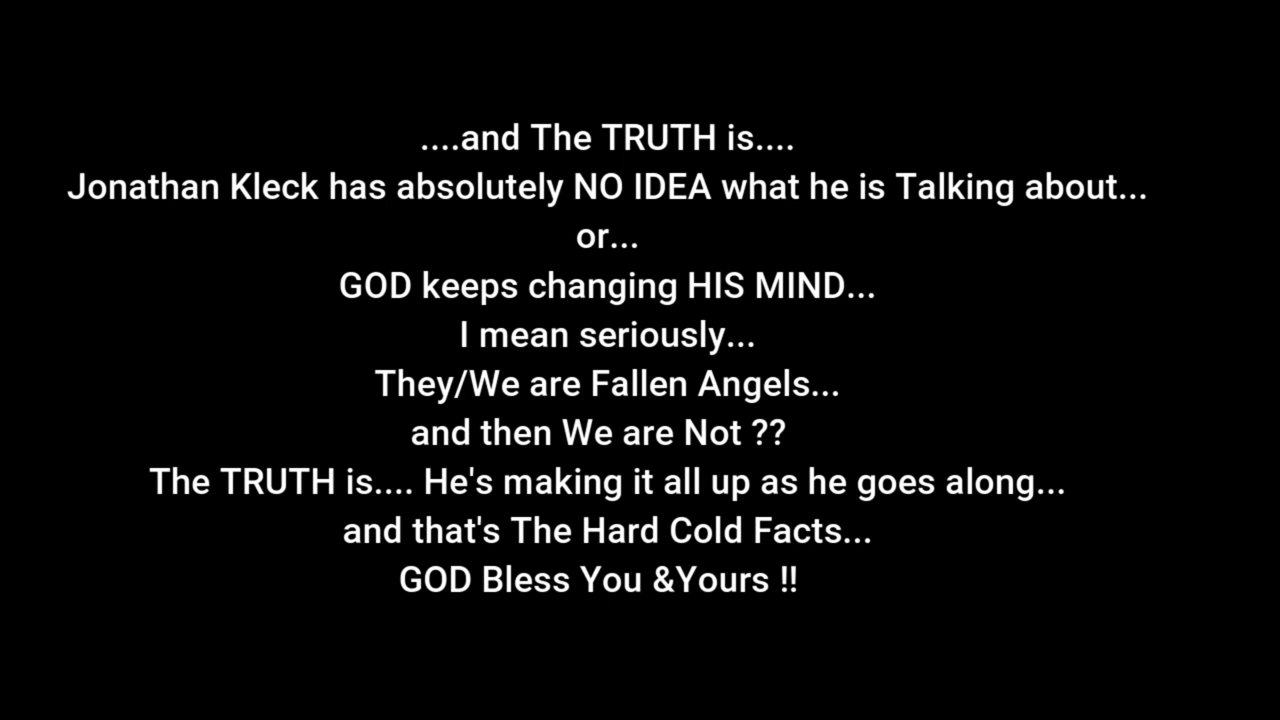 ....and The TRUTH is....
Jonathan Kleck has absolutely NO IDEA what he is Talking about...
or...
GOD keeps changing HIS MIND...
I mean seriously...
They/We are Fallen Angels...
and then We are Not ??
The TRUTH is.... He's making it all up as he goes along...
and that's The Hard Cold Facts...
GOD Bless You &Yours !!